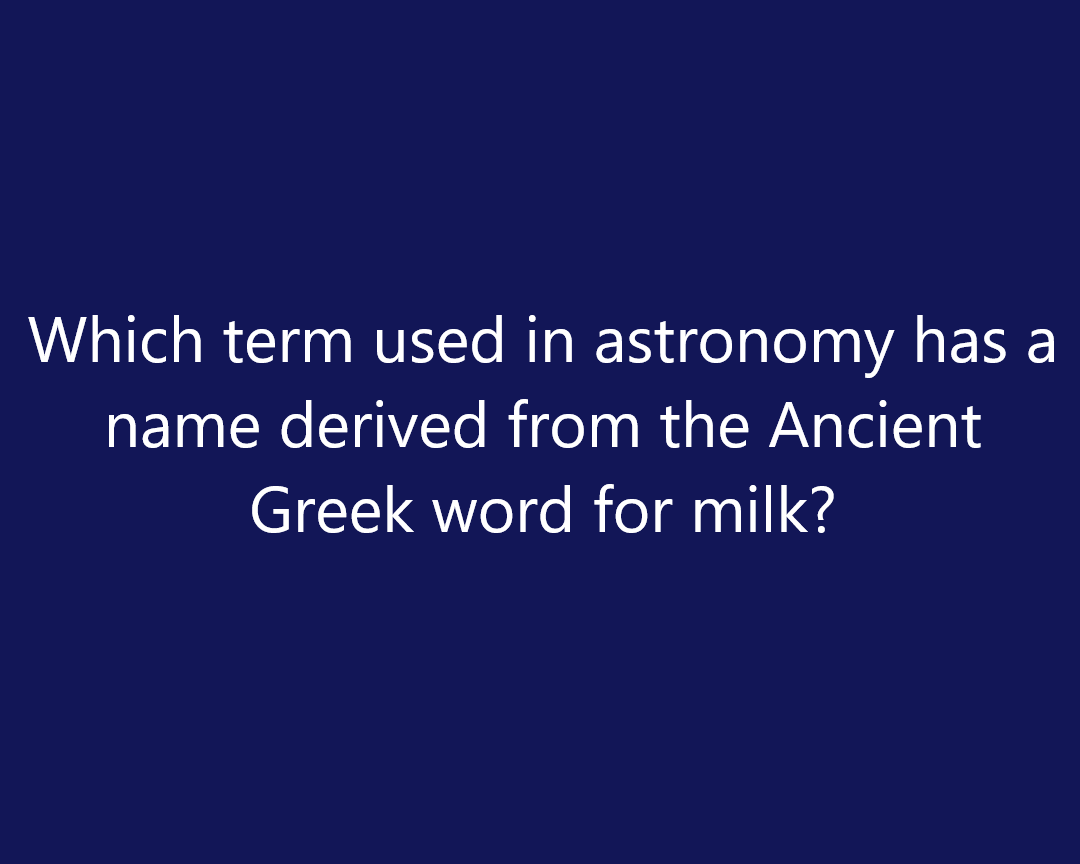 Which term used in astronomy has a
name derived from the Ancient
Greek word for milk?